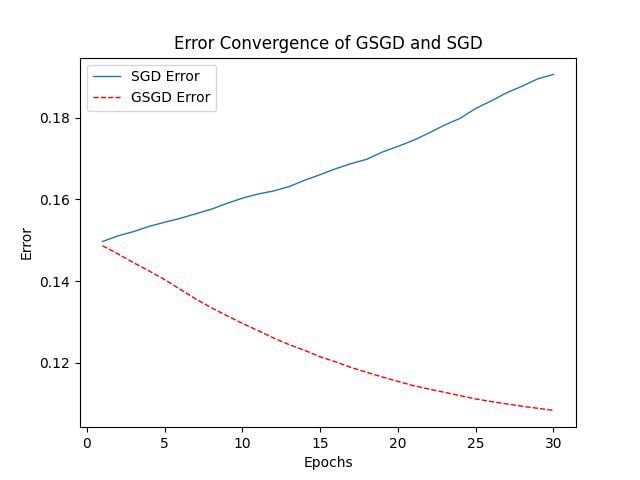 Error Convergence of GSGD and SGD
SGD Error
GSGD Error
0.18
0.16
0.14
0.12
Error
0 5 10 15 20 25 30
Epochs